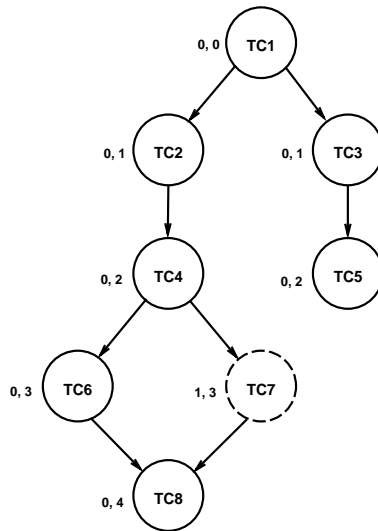 0, 0
TC1
0, 1
TC2
0, 1
TC3
0, 2
TC4
0, 2
TC5
0, 3
TC6
1, 3
TC7
0, 4
TC8